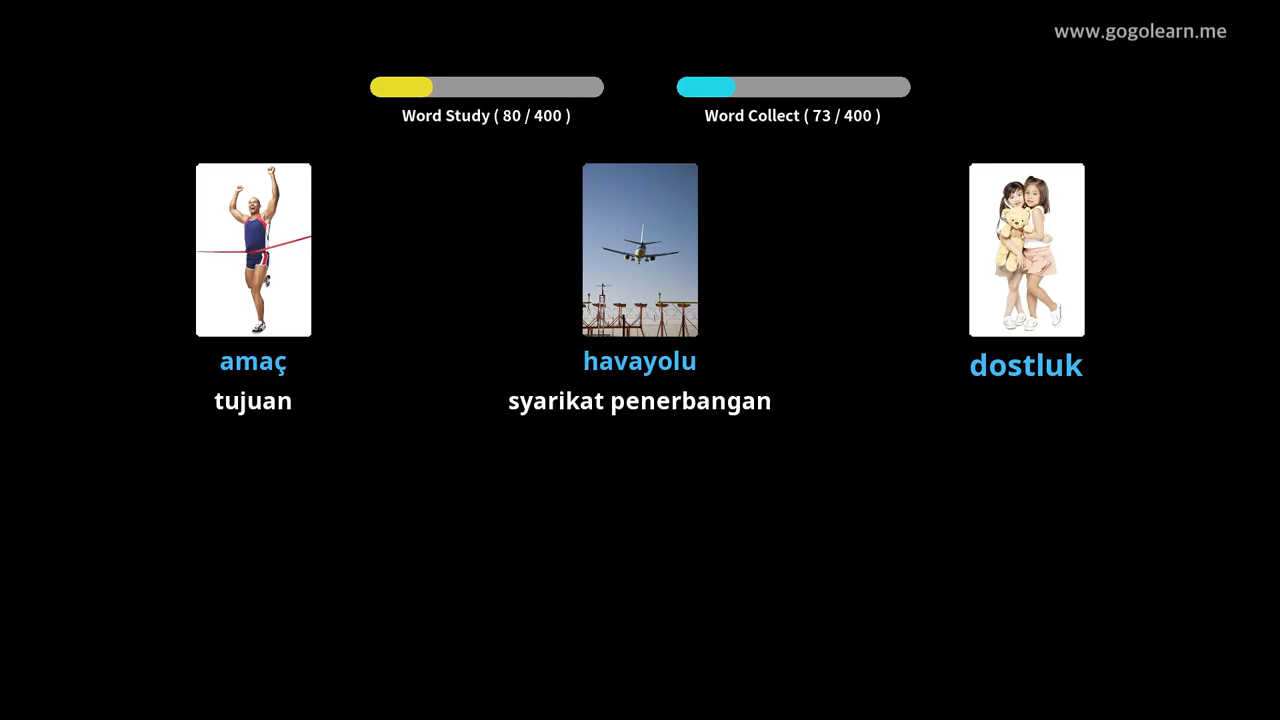 www.gogolearn.me
Word Study ( 80 / 400 )
Word Collect ( 73 / 400 )
amaç
havayolu
dostluk
tujuan
syarikat penerbangan